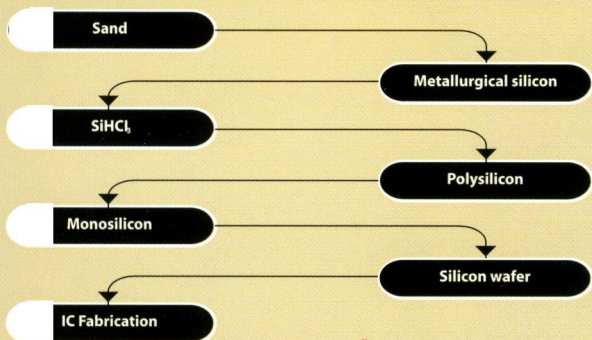 Sand
Metallurgical silicon
SiHCl₃
Polysilicon
Monosilicon
Silicon wafer
IC Fabrication